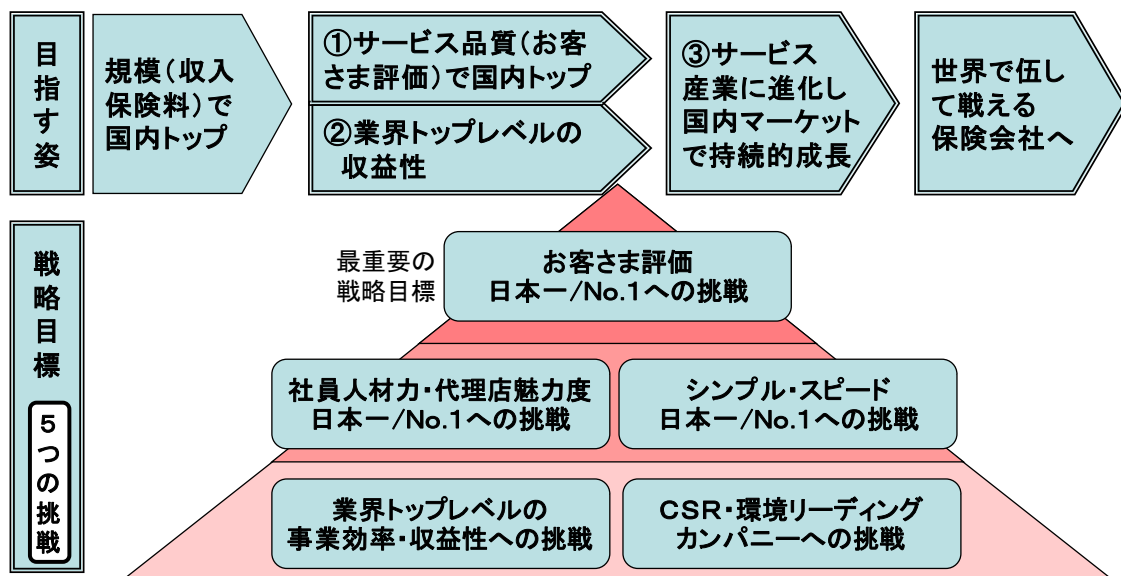 目指す姿
規模(収入
保険料)で
国内トップ
①サービス品質(お客
さま評価)で国内トップ
②業界トップレベルの
収益性
③サービス
産業に進化し
国内マーケット
で持続的成長
世界で伍し
て戦える
保険会社へ
戦略目標
5つの挑戦
最重要の
戦略目標
お客さま評価
日本一/No.1への挑戦
社員人材力・代理店魅力度
日本一/No.1への挑戦
シンプル・スピード
日本一/No.1への挑戦
業界トップレベルの
事業効率・収益性への挑戦
CSR・環境リーディング
カンパニーへの挑戦